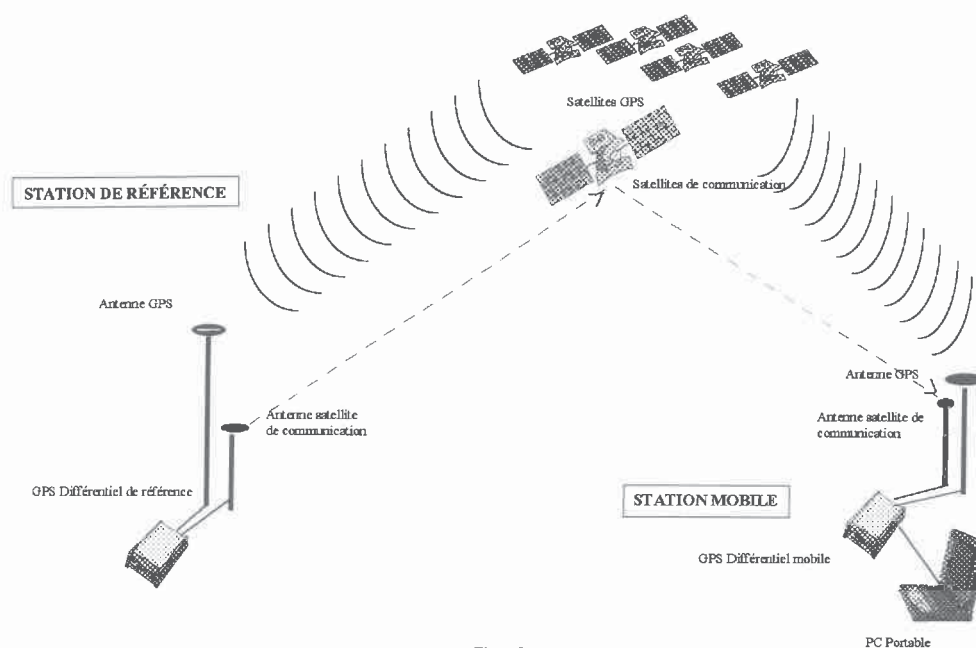 Satellites GPS
STATION DE RÉFÉRENCE
Satellites de communication
Antenne GPS
Antenne GPS
Antenne satellite
de communication
Antenne satellite de
communication
GPS Différentiel de référence
STATION MOBILE
GPS Différentiel mobile
PC Portable